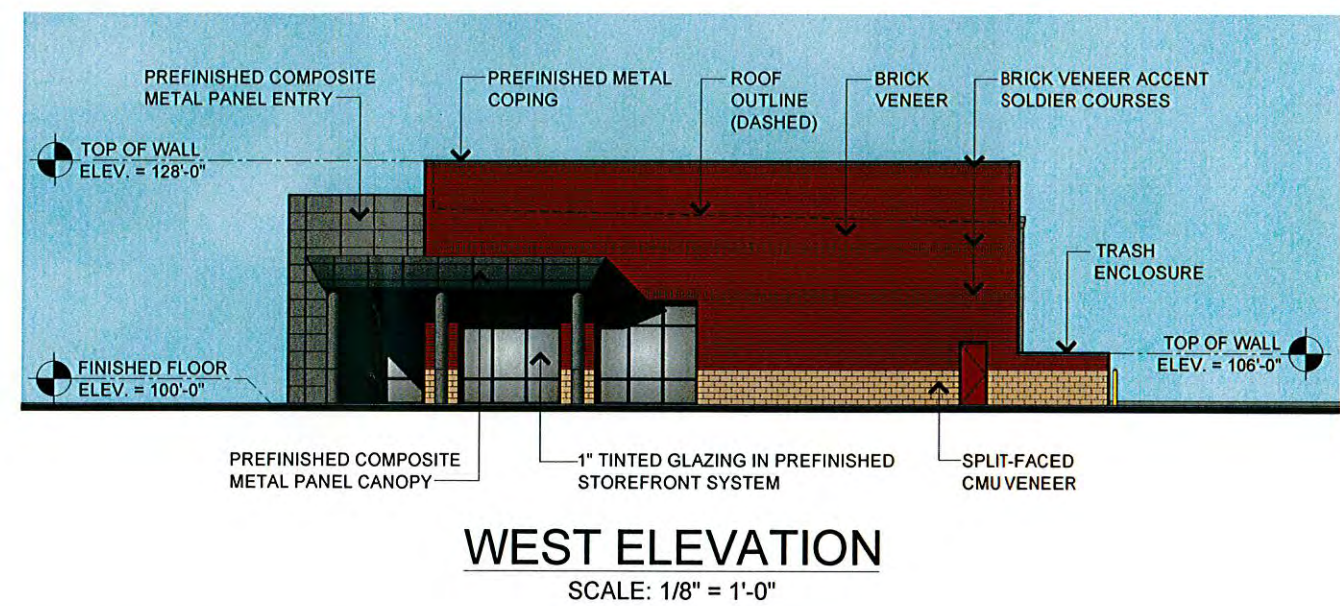 PREFINISHED COMPOSITE
METAL PANEL ENTRY
PREFINISHED METAL
COPING
ROOF
OUTLINE
(DASHED)
BRICK
VENEER
BRICK VENEER ACCENT
SOLDIER COURSES
TOP OF WALL
ELEV. = 128'-0"
TRASH
ENCLOSURE
TOP OF WALL
ELEV. = 106'-0"
FINISHED FLOOR
ELEV. = 100'-0"
PREFINISHED COMPOSITE
METAL PANEL CANOPY
1" TINTED GLAZING IN PREFINISHED
STOREFRONT SYSTEM
SPLIT-FACED
CMU VENEER
WEST ELEVATION
SCALE: 1/8" = 1'-0"